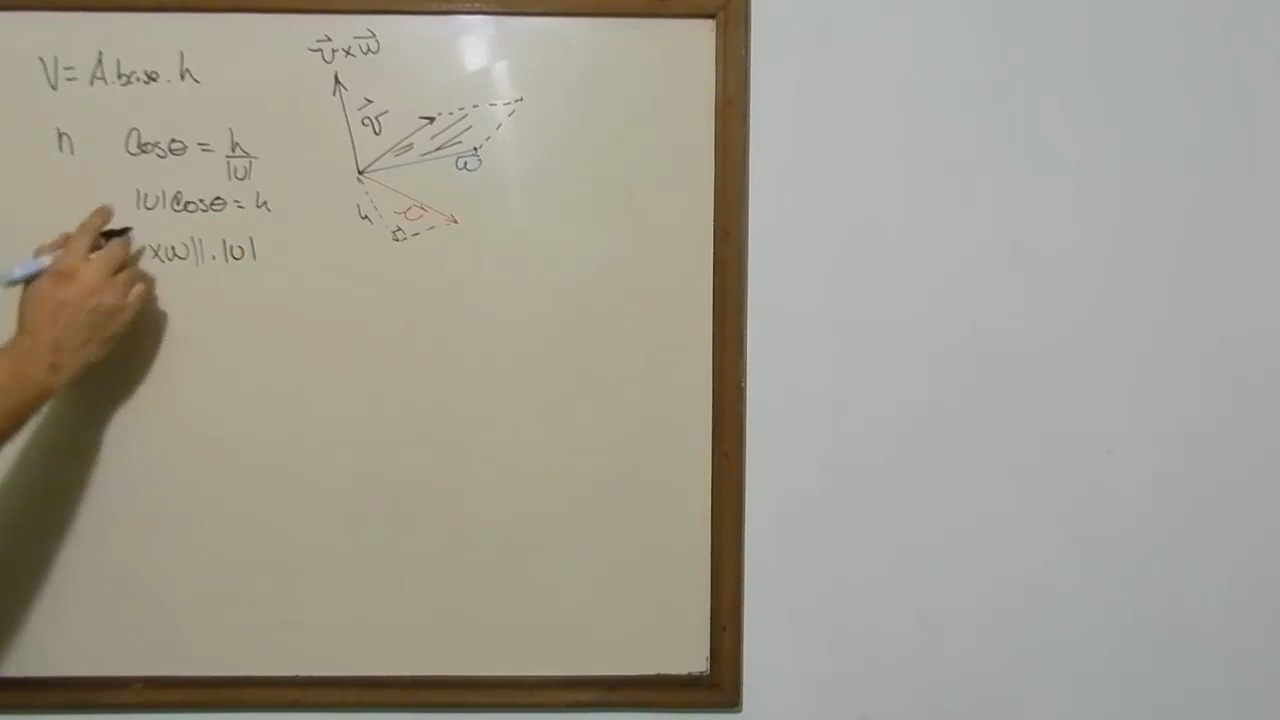 V = A.base . h
n cosθ = h/|U|
|U| cosθ = h
xw||.|U|
v⃗ x w⃗
v⃗
w
h
U